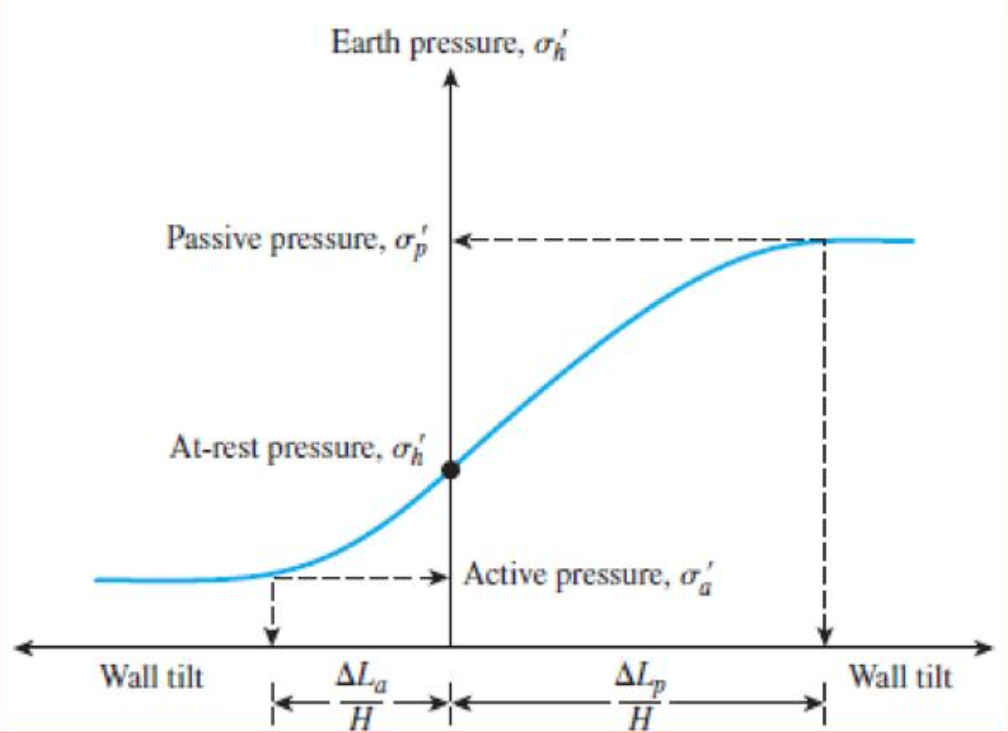 Earth pressure, σ′h
Passive pressure, σ′p
At-rest pressure, σ′h
Active pressure, σ′a
Wall tilt
ΔLa
H
ΔLp
H
Wall tilt